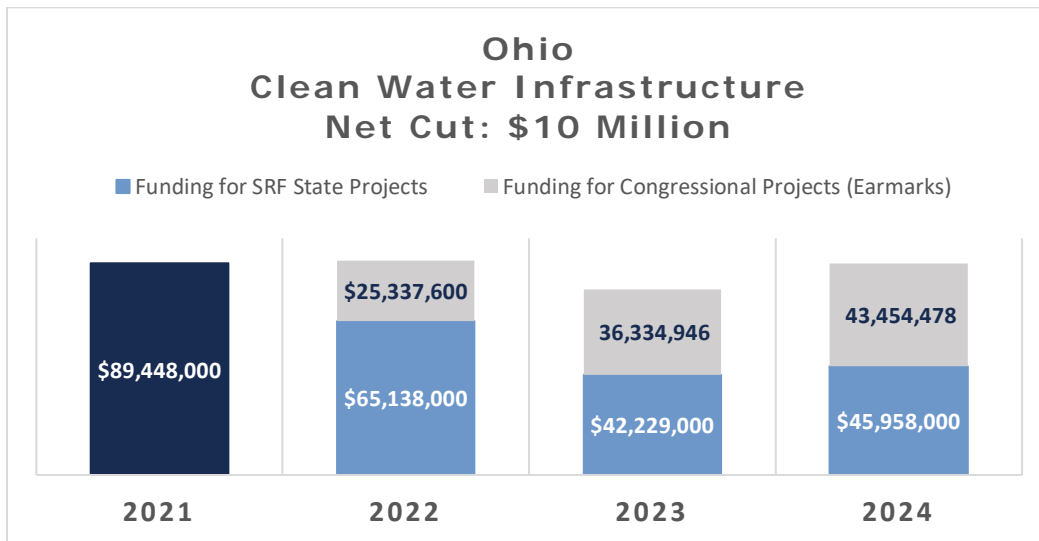 Ohio
Clean Water Infrastructure
Net Cut: $10 Million
Funding for SRF State Projects
Funding for Congressional Projects (Earmarks)
$89,448,000
$25,337,600
$65,138,000
36,334,946
$42,229,000
43,454,478
$45,958,000
2021
2022
2023
2024